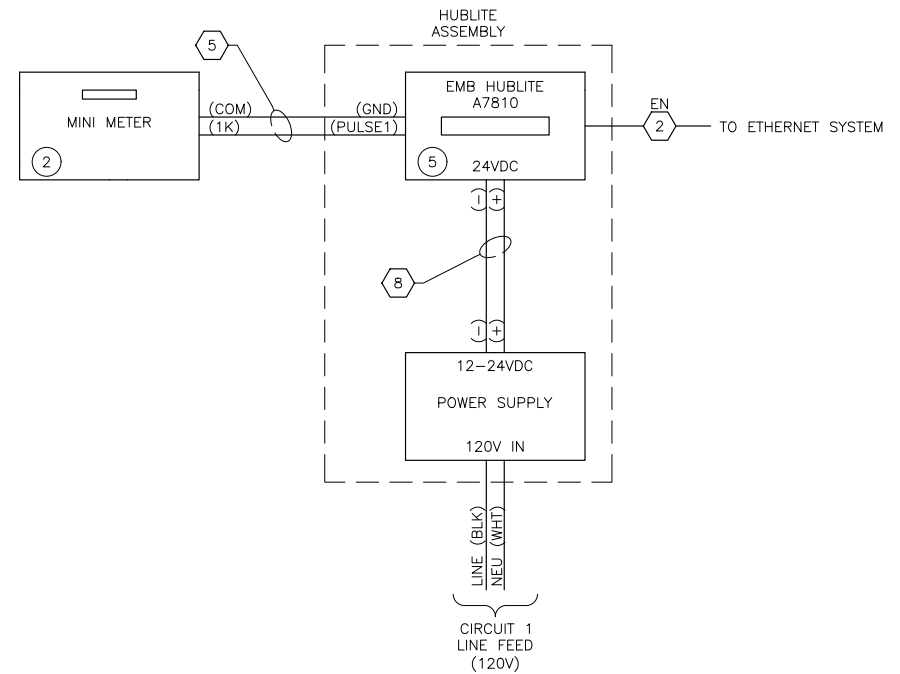 HUBLITE
ASSEMBLY
5
MINI METER
2
(COM)
(1K)
(GND)
(PULSE1)
EMB HUBLITE
A7810
5
24VDC
EN
2
TO ETHERNET SYSTEM
(-)
(+)
8
(-)
(+)
12-24VDC
POWER SUPPLY
120V IN
LINE (BLK)
NEU (WHT)
CIRCUIT 1
LINE FEED
(120V)